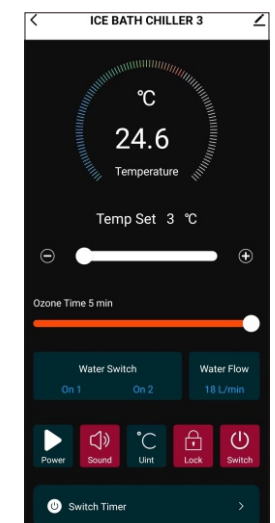 ICE BATH CHILLER 3
℃
24.6
Temperature
Temp Set 3 ℃
Ozone Time 5 min
Water Switch
Water Flow
On 1 On 2
18 L/min
℃
Power Sound Uint Lock Switch
Switch Timer